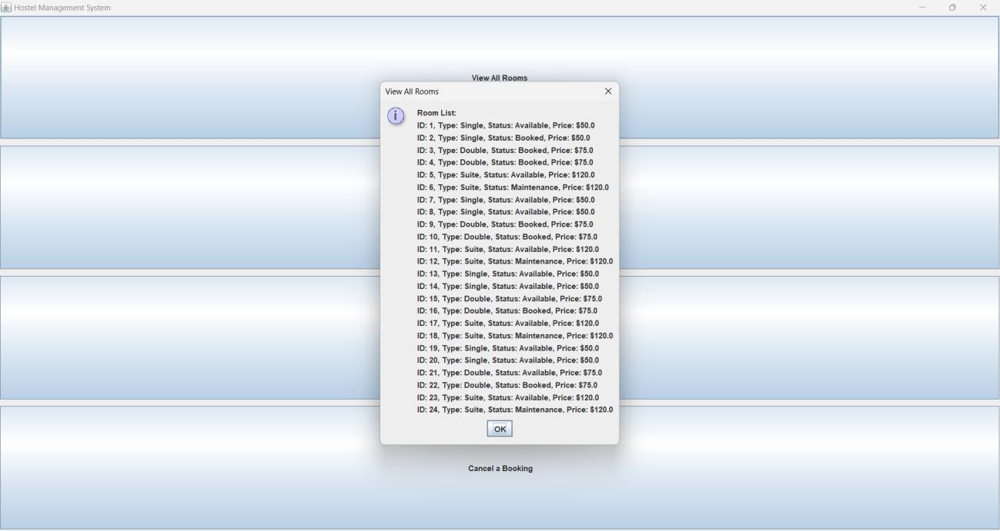 Hostel Management System
View All Rooms
View All Rooms
Room List:
ID: 1, Type: Single, Status: Available, Price: $50.0
ID: 2, Type: Single, Status: Booked, Price: $50.0
ID: 3, Type: Double, Status: Booked, Price: $75.0
ID: 4, Type: Double, Status: Booked, Price: $75.0
ID: 5, Type: Suite, Status: Available, Price: $120.0
ID: 6, Type: Suite, Status: Maintenance, Price: $120.0
ID: 7, Type: Single, Status: Available, Price: $50.0
ID: 8, Type: Single, Status: Available, Price: $50.0
ID: 9, Type: Double, Status: Booked, Price: $75.0
ID: 10, Type: Double, Status: Booked, Price: $75.0
ID: 11, Type: Suite, Status: Available, Price: $120.0
ID: 12, Type: Suite, Status: Maintenance, Price: $120.0
ID: 13, Type: Single, Status: Available, Price: $50.0
ID: 14, Type: Single, Status: Available, Price: $50.0
ID: 15, Type: Double, Status: Available, Price: $75.0
ID: 16, Type: Double, Status: Booked, Price: $75.0
ID: 17, Type: Suite, Status: Available, Price: $120.0
ID: 18, Type: Suite, Status: Maintenance, Price: $120.0
ID: 19, Type: Single, Status: Available, Price: $50.0
ID: 20, Type: Single, Status: Available, Price: $50.0
ID: 21, Type: Double, Status: Available, Price: $75.0
ID: 22, Type: Double, Status: Booked, Price: $75.0
ID: 23, Type: Suite, Status: Available, Price: $120.0
ID: 24, Type: Suite, Status: Maintenance, Price: $120.0
OK
Cancel a Booking